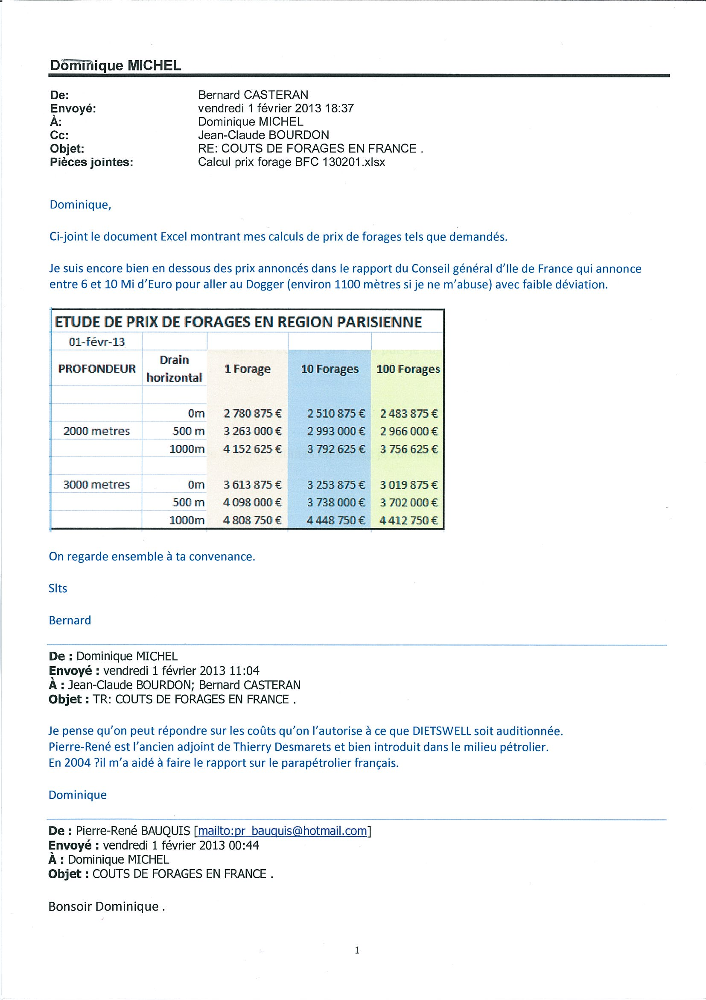 Dominique MICHEL
De: Bernard CASTERAN
Envoyé: vendredi 1 février 2013 18:37
À: Dominique MICHEL
Cc: Jean-Claude BOURDON
Objet: RE: COUTS DE FORAGES EN FRANCE .
Pièces jointes: Calcul prix forage BFC 130201.xlsx
Dominique,
Ci-joint le document Excel montrant mes calculs de prix de forages tels que demandés.
Je suis encore bien en dessous des prix annoncés dans le rapport du Conseil général d'Ile de France qui annonce
entre 6 et 10 Mi d'Euro pour aller au Dogger (environ 1100 mètres si je ne m'abuse) avec faible déviation.
ETUDE DE PRIX DE FORAGES EN REGION PARISIENNE
01-févr-13
PROFONDEUR Drain horizontal 1 Forage 10 Forages 100 Forages
0m 2 780 875 € 2 510 875 € 2 483 875 €
2000 metres 500 m 3 263 000 € 2 993 000 € 2 966 000 €
1000m 4 152 625 € 3 792 625 € 3 756 625 €
3000 metres 0m 3 613 875 € 3 253 875 € 3 019 875 €
500 m 4 098 000 € 3 738 000 € 3 702 000 €
1000m 4 808 750 € 4 448 750 € 4 412 750 €
On regarde ensemble à ta convenance.
Slts
Bernard
De : Dominique MICHEL
Envoyé : vendredi 1 février 2013 11:04
À : Jean-Claude BOURDON; Bernard CASTERAN
Objet : TR: COUTS DE FORAGES EN FRANCE .
Je pense qu'on peut répondre sur les coûts qu'on l'autorise à ce que DIETSWELL soit auditionnée.
Pierre-René est l'ancien adjoint de Thierry Desmarets et bien introduit dans le milieu pétrolier.
En 2004 ?il m'a aidé à faire le rapport sur le parapétrolier français.
Dominique
De : Pierre-René BAUQUIS [mailto:pr_bauquis@hotmail.com]
Envoyé : vendredi 1 février 2013 00:44
À : Dominique MICHEL
Objet : COUTS DE FORAGES EN FRANCE .
Bonsoir Dominique .
1